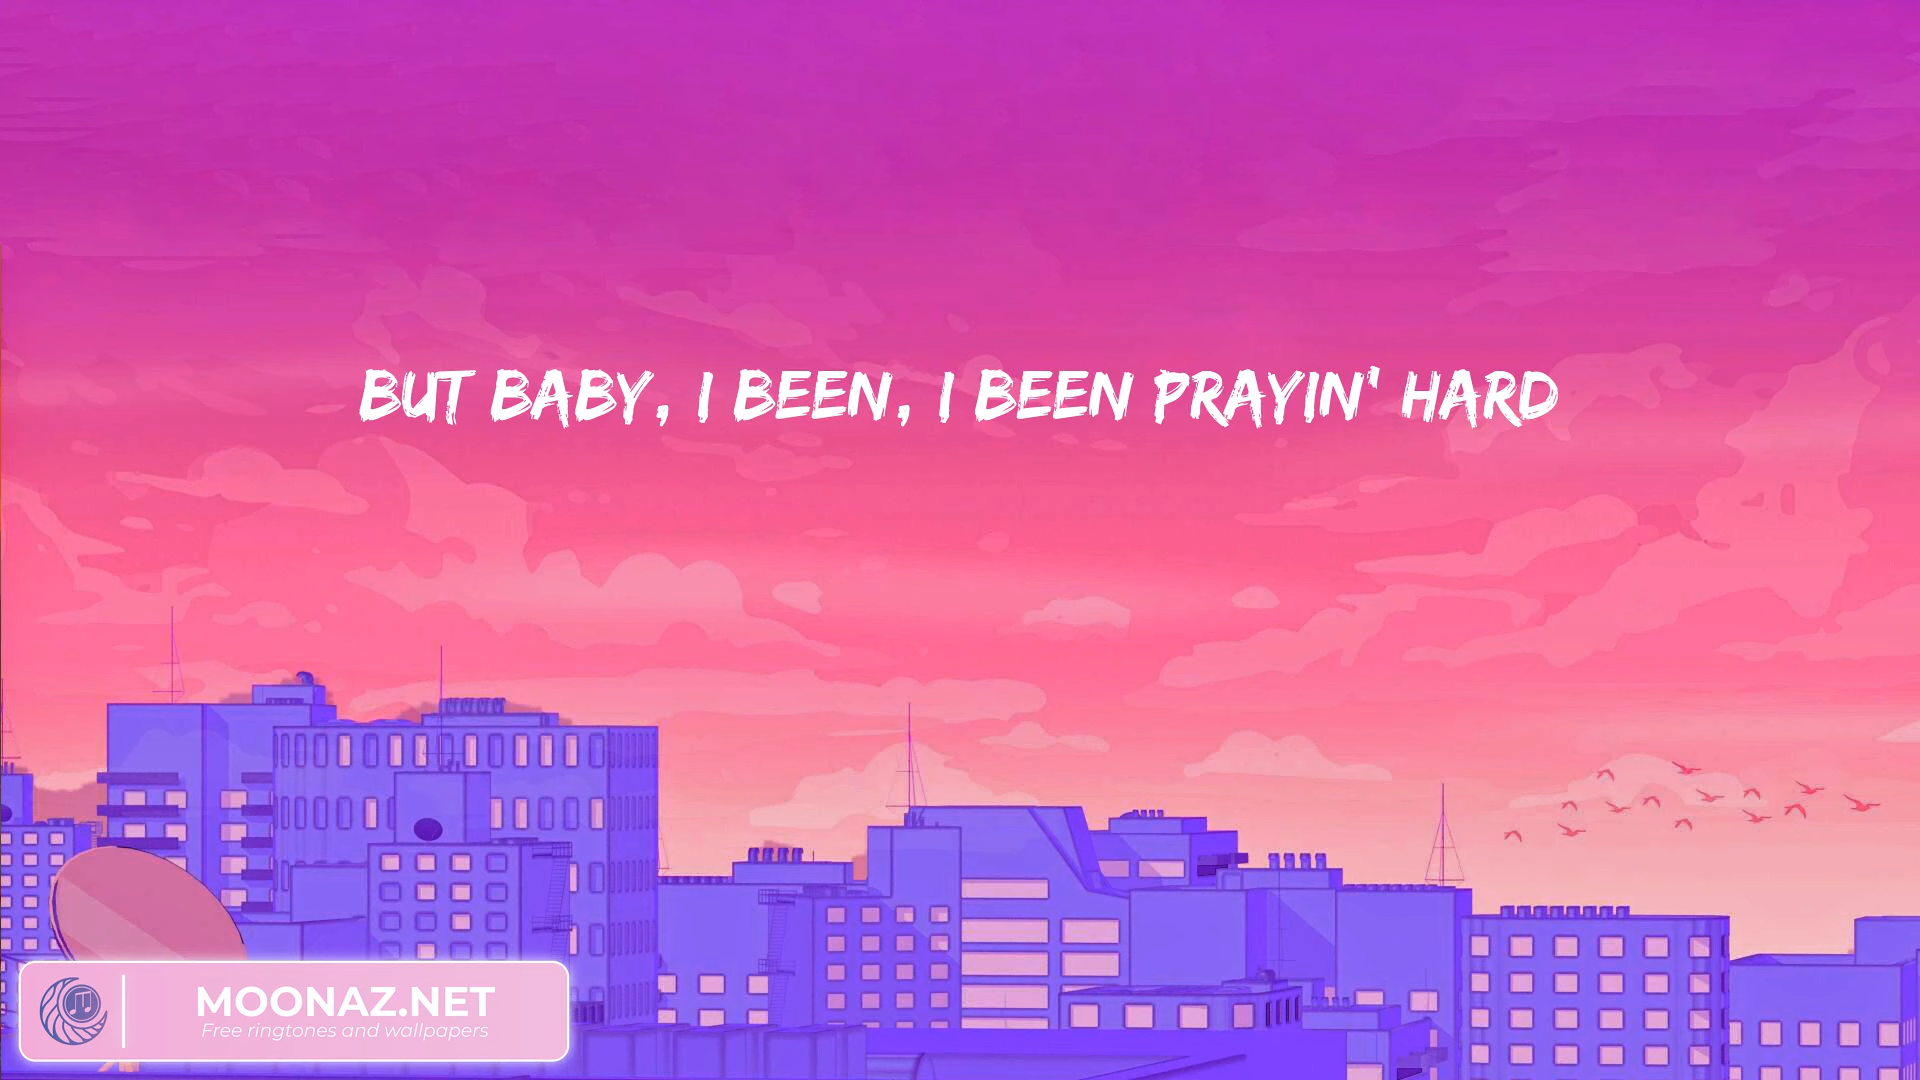 BUT BABY, I BEEN, I BEEN PRAYIN' HARD
MOONAZ.NET
Free ringtones and wallpapers